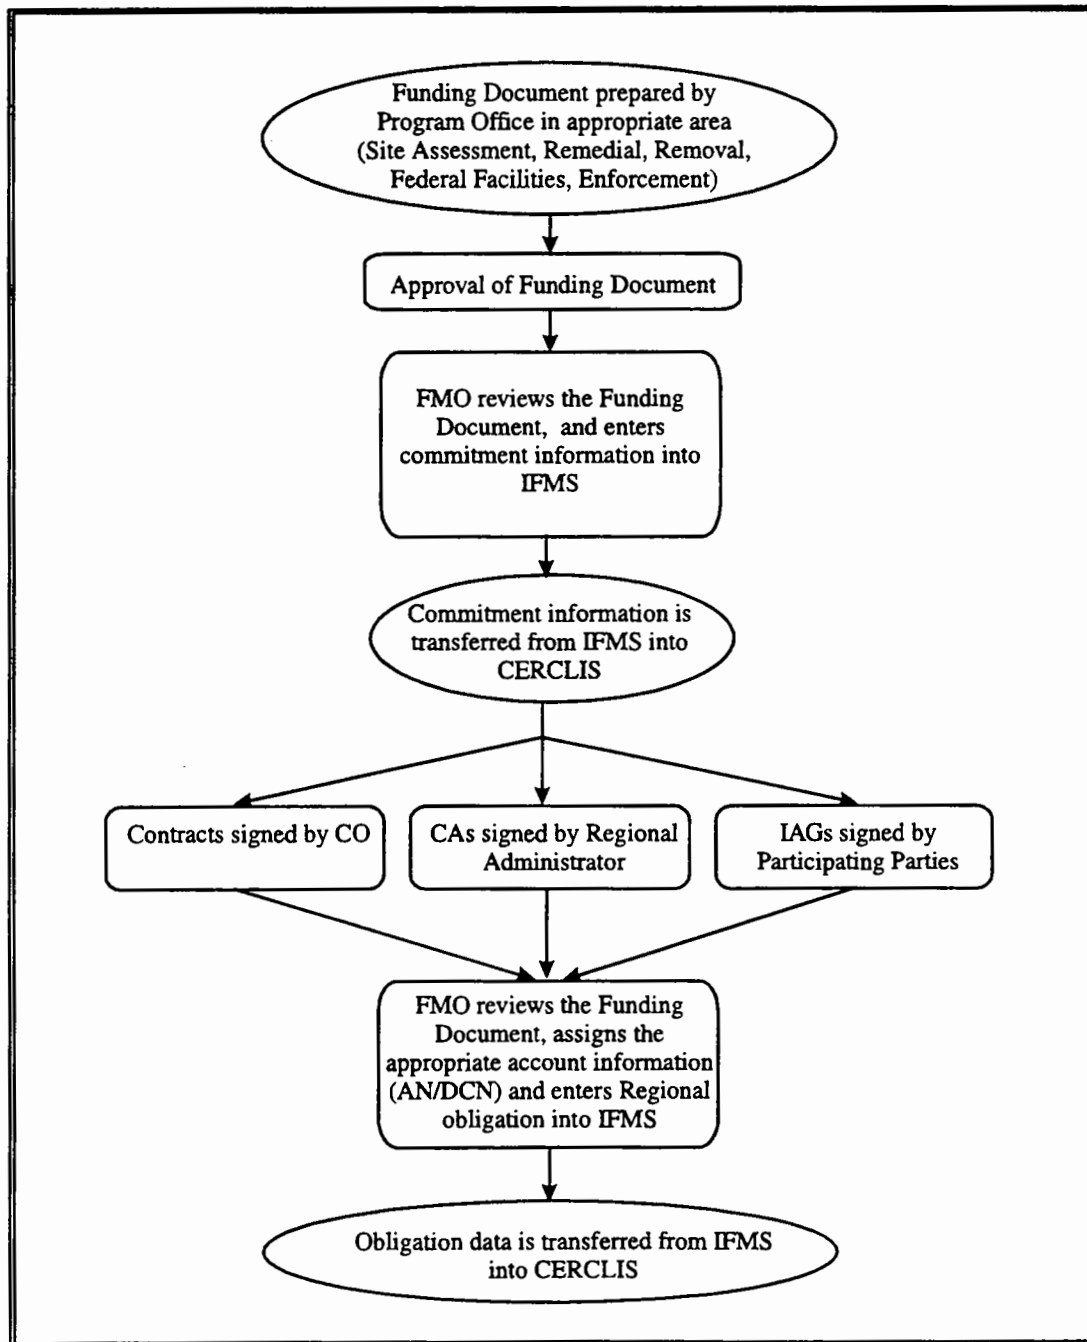 Funding Document prepared by
Program Office in appropriate area
(Site Assessment, Remedial, Removal,
Federal Facilities, Enforcement)
Approval of Funding Document
FMO reviews the Funding
Document, and enters
commitment information into
IFMS
Commitment information is
transferred from IFMS into
CERCLIS
Contracts signed by CO
CAs signed by Regional
Administrator
IAGs signed by
Participating Parties
FMO reviews the Funding
Document, assigns the
appropriate account information
(AN/DCN) and enters Regional
obligation into IFMS
Obligation data is transferred from IFMS
into CERCLIS